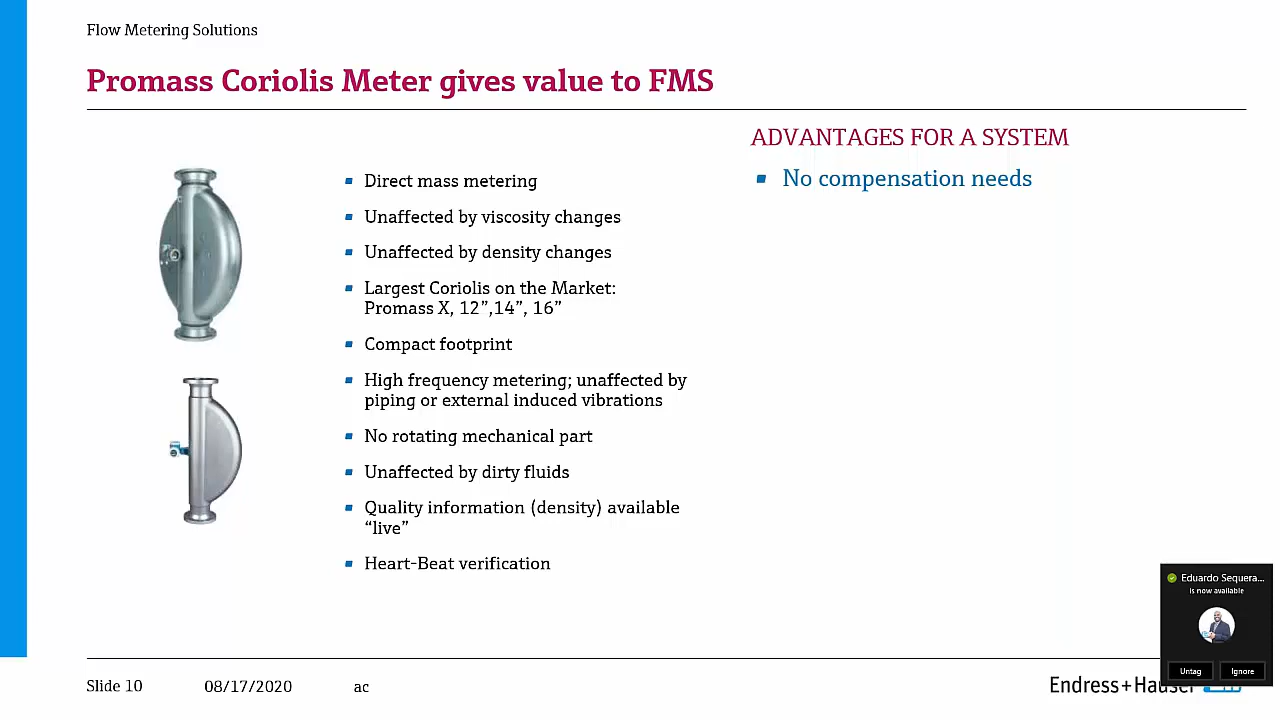 Flow Metering Solutions
Promass Coriolis Meter gives value to FMS
Direct mass metering
Unaffected by viscosity changes
Unaffected by density changes
Largest Coriolis on the Market:
Promass X, 12”,14”, 16”
Compact footprint
High frequency metering; unaffected by
piping or external induced vibrations
No rotating mechanical part
Unaffected by dirty fluids
Quality information (density) available
“live”
Heart-Beat verification
ADVANTAGES FOR A SYSTEM
No compensation needs
Eduardo Sequera...
is now available
Untag
Ignore
Slide 10
08/17/2020
ac
Endress+Hauser